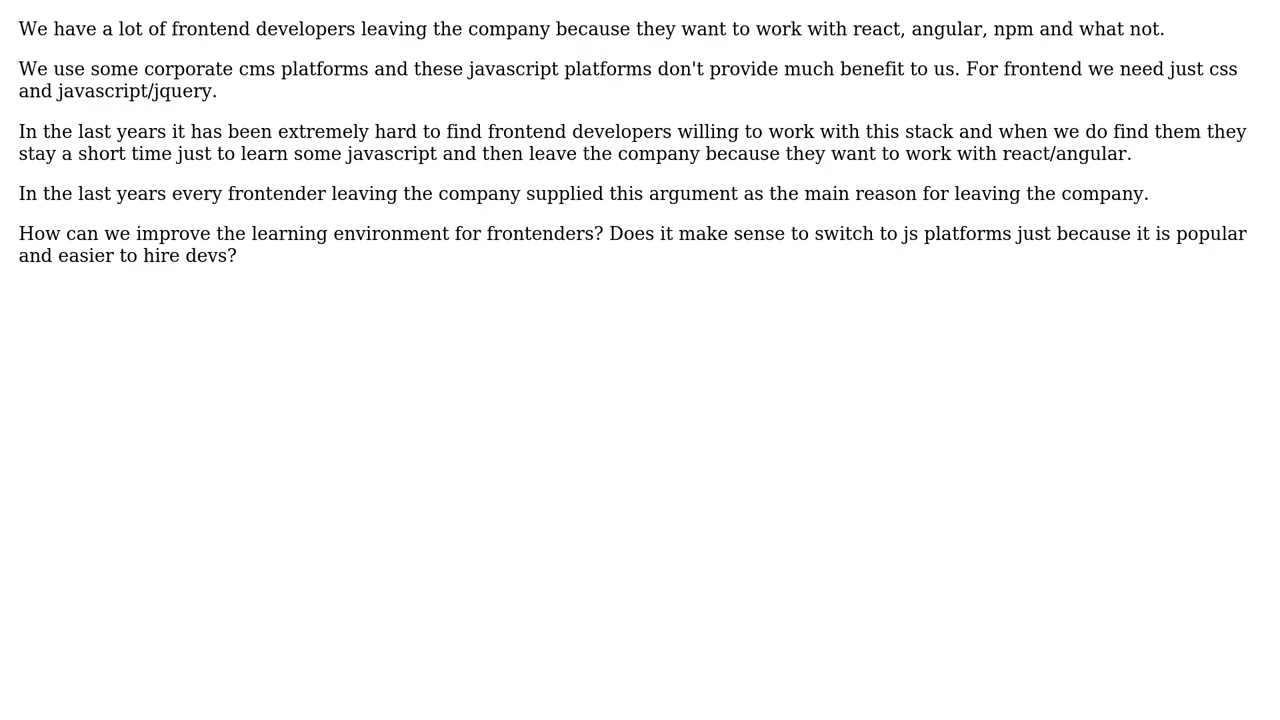 We have a lot of frontend developers leaving the company because they want to work with react, angular, npm and what not.
We use some corporate cms platforms and these javascript platforms don't provide much benefit to us. For frontend we need just css
and javascript/jquery.
In the last years it has been extremely hard to find frontend developers willing to work with this stack and when we do find them they
stay a short time just to learn some javascript and then leave the company because they want to work with react/angular.
In the last years every frontender leaving the company supplied this argument as the main reason for leaving the company.
How can we improve the learning environment for frontenders? Does it make sense to switch to js platforms just because it is popular
and easier to hire devs?